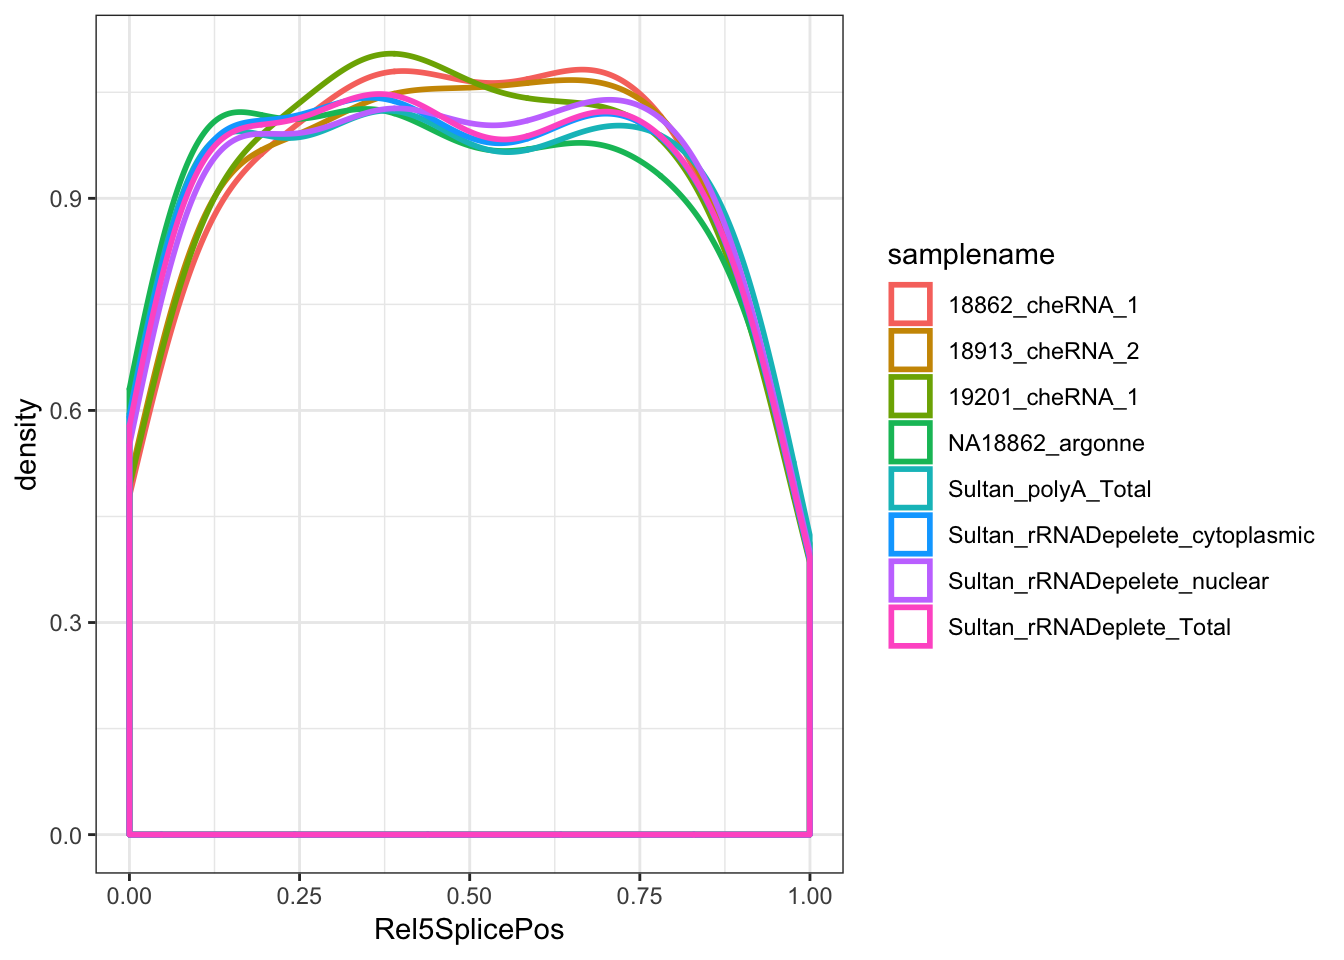 density
0.9
0.6
0.3
0.0
0.00
0.25
0.50
0.75
1.00
Rel5SplicePos
samplename
18862_cheRNA_1
18913_cheRNA_2
19201_cheRNA_1
NA18862_argonne
Sultan_polyA_Total
Sultan_rRNADepelete_cytoplasmic
Sultan_rRNADepelete_nuclear
Sultan_rRNADeplete_Total